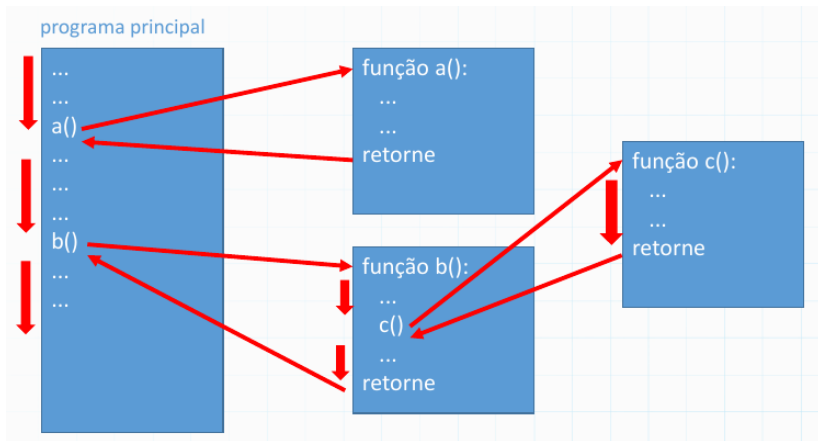 programa principal
...
...
a()
...
...
...
b()
...
...
função a():
...
...
retorne
função b():
...
c()
...
retorne
função c():
...
...
retorne